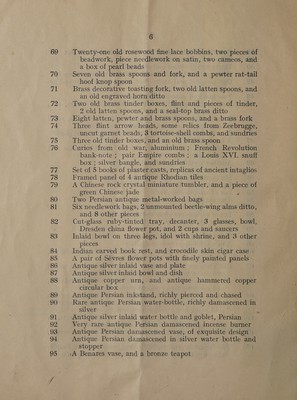 6
69 Twenty-one old rosewood fine lace bobbins, two pieces of
beadwork, piece needlework on satin, two cameos, and
a box of pearl beads
70 Seven old brass spoons and fork, and a pewter rat-tail
hoof knop spoon
71 Brass decorative toasting fork, two old latten spoons, and
an old engraved horn ditto
72 Two old brass tinder boxes, flint and pieces of tinder,
2 old latten spoons, and a seal-top brass ditto
73 Eight latten, pewter and brass spoons, and a brass fork
74 Three flint arrow heads, some relics from Zeebrugge,
uncut garnet beads, 3 tortoise-shell combs, and sundries
75 Three old tinder boxes, and an old brass spoon
76 Curios from old war, aluminium; French Revolution
bank-note; pair Empire combs; a Louis XVI. snuff
box; silver bangle, and sundries
77 Set of 5 books of plaster casts, replicas of ancient intaglios
78 Framed panel of 4 antique Rhodian tiles
79 A Chinese rock crystal miniature tumbler, and a piece of
green Chinese jade
80 Two Persian antique metal-worked bags
81 Six needlework bags, 2 unmounted beetle-wing alms ditto,
and 8 other pieces
82 Cut-glass ruby-tinted tray, decanter, 3 glasses, bowl,
Dresden china flower pot, and 2 cups and saucers
83 Inlaid bowl on three legs, idol with shrine, and 3 other
pieces
84 Indian carved book rest, and crocodile skin cigar case
85 A pair of Sèvres flower pots with finely painted panels
86 Antique silver inlaid vase and plate
87 Antique silver inlaid bowl and dish
88 Antique copper urn, and antique hammered copper
circular box
89 Antique Persian inkstand, richly pierced and chased
90 Rare antique Persian water-bottle, richly damascened in
silver
91 Antique silver inlaid water bottle and goblet, Persian
92 Very rare antique Persian damascened incense burner
93 Antique Persian damascened vase, of exquisite design
94 Antique Persian damascened in silver water bottle and
stopper
95 A Benares vase, and a bronze teapot